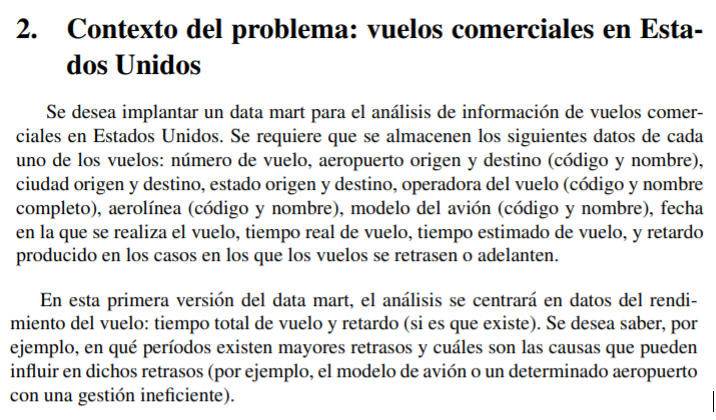 2. Contexto del problema: vuelos comerciales en Esta-
dos Unidos
Se desea implantar un data mart para el análisis de información de vuelos comer-
ciales en Estados Unidos. Se requiere que se almacenen los siguientes datos de cada
uno de los vuelos: número de vuelo, aeropuerto origen y destino (código y nombre),
ciudad origen y destino, estado origen y destino, operadora del vuelo (código y nombre
completo), aerolínea (código y nombre), modelo del avión (código y nombre), fecha
en la que se realiza el vuelo, tiempo real de vuelo, tiempo estimado de vuelo, y retardo
producido en los casos en los que los vuelos se retrasen o adelanten.
En esta primera versión del data mart, el análisis se centrará en datos del rendi-
miento del vuelo: tiempo total de vuelo y retardo (si es que existe). Se desea saber, por
ejemplo, en qué períodos existen mayores retrasos y cuáles son las causas que pueden
influir en dichos retrasos (por ejemplo, el modelo de avión o un determinado aeropuerto
con una gestión ineficiente).